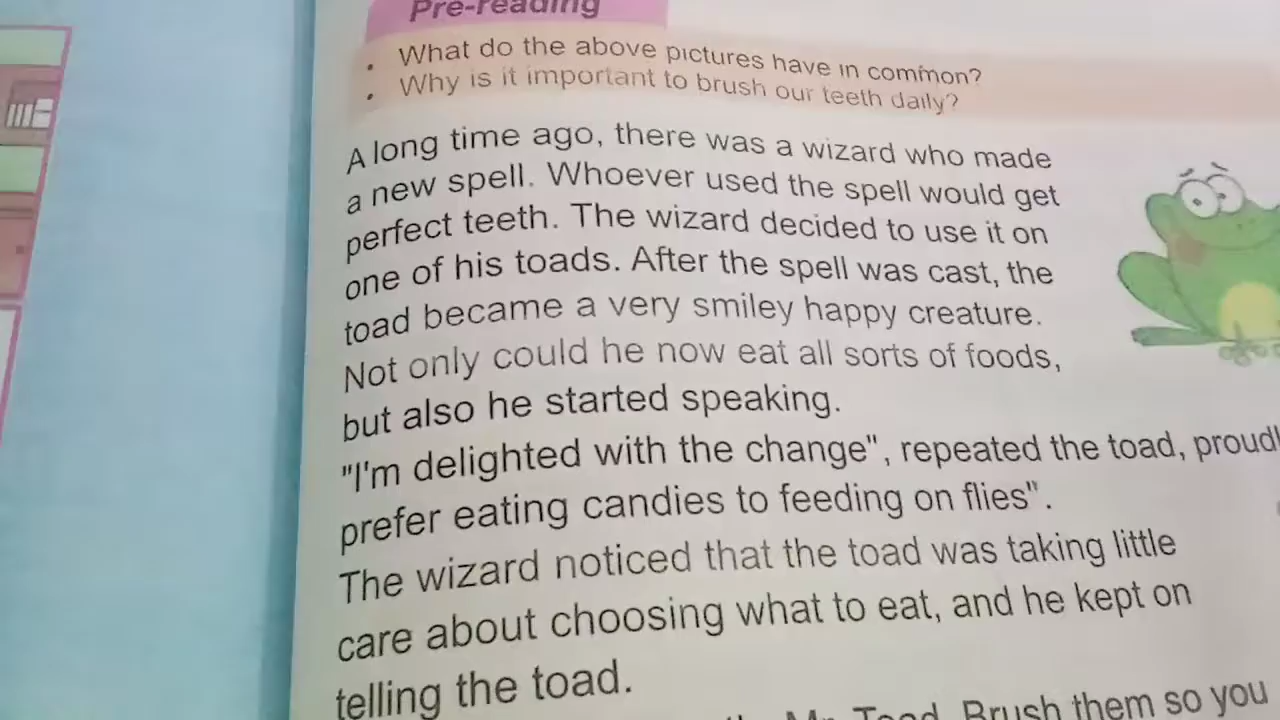 Pre-reading
• What do the above pictures have in common?
• Why is it important to brush our teeth daily?
A long time ago, there was a wizard who made
a new spell. Whoever used the spell would get
perfect teeth. The wizard decided to use it on
one of his toads. After the spell was cast, the
toad became a very smiley happy creature.
Not only could he now eat all sorts of foods,
but also he started speaking.
"I'm delighted with the change", repeated the toad,
prefer eating candies to feeding on flies".
The wizard noticed that the toad was taking little
care about choosing what to eat, and he kept on
telling the toad.
Mr. Toad. Brush them so you